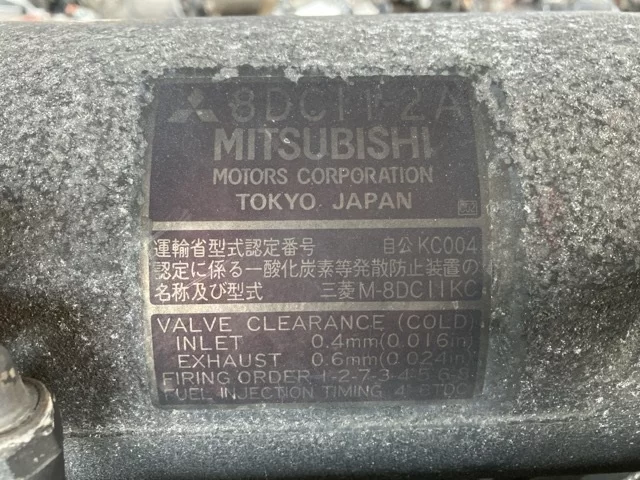 8DC11-2A
MITSUBISHI
MOTORS CORPORATION
TOKYO JAPAN
運輸省型式認定番号 自公KC004
認定に係る一酸化炭素等発散防止装置の
名称及び型式 三菱M-8DC11KC
VALVE CLEARANCE (COLD)
INLET 0.4mm(0.016in)
EXHAUST 0.6mm(0.024in)
FIRING ORDER 1-2-7-3-4-5-6-8
FUEL INJECTION TIMING BTDC